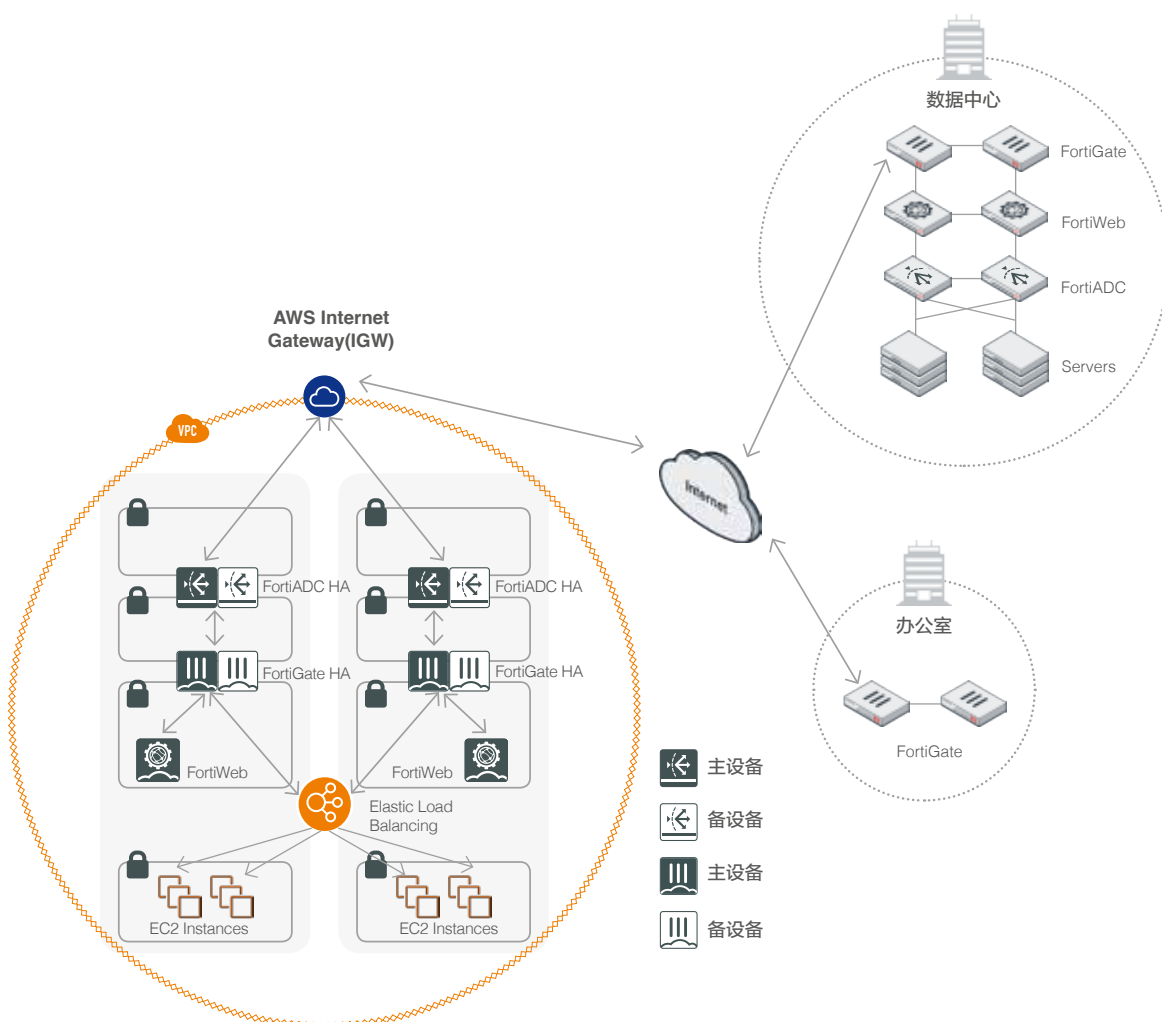 数据中心
FortiGate
FortiWeb
FortiADC
Servers
AWS Internet
Gateway(IGW)
VPC
Internet
FortiADC HA
FortiADC HA
FortiGate HA
FortiGate HA
FortiWeb
FortiWeb
Elastic Load
Balancing
EC2 Instances
EC2 Instances
办公室
FortiGate
主设备
备设备
主设备
备设备